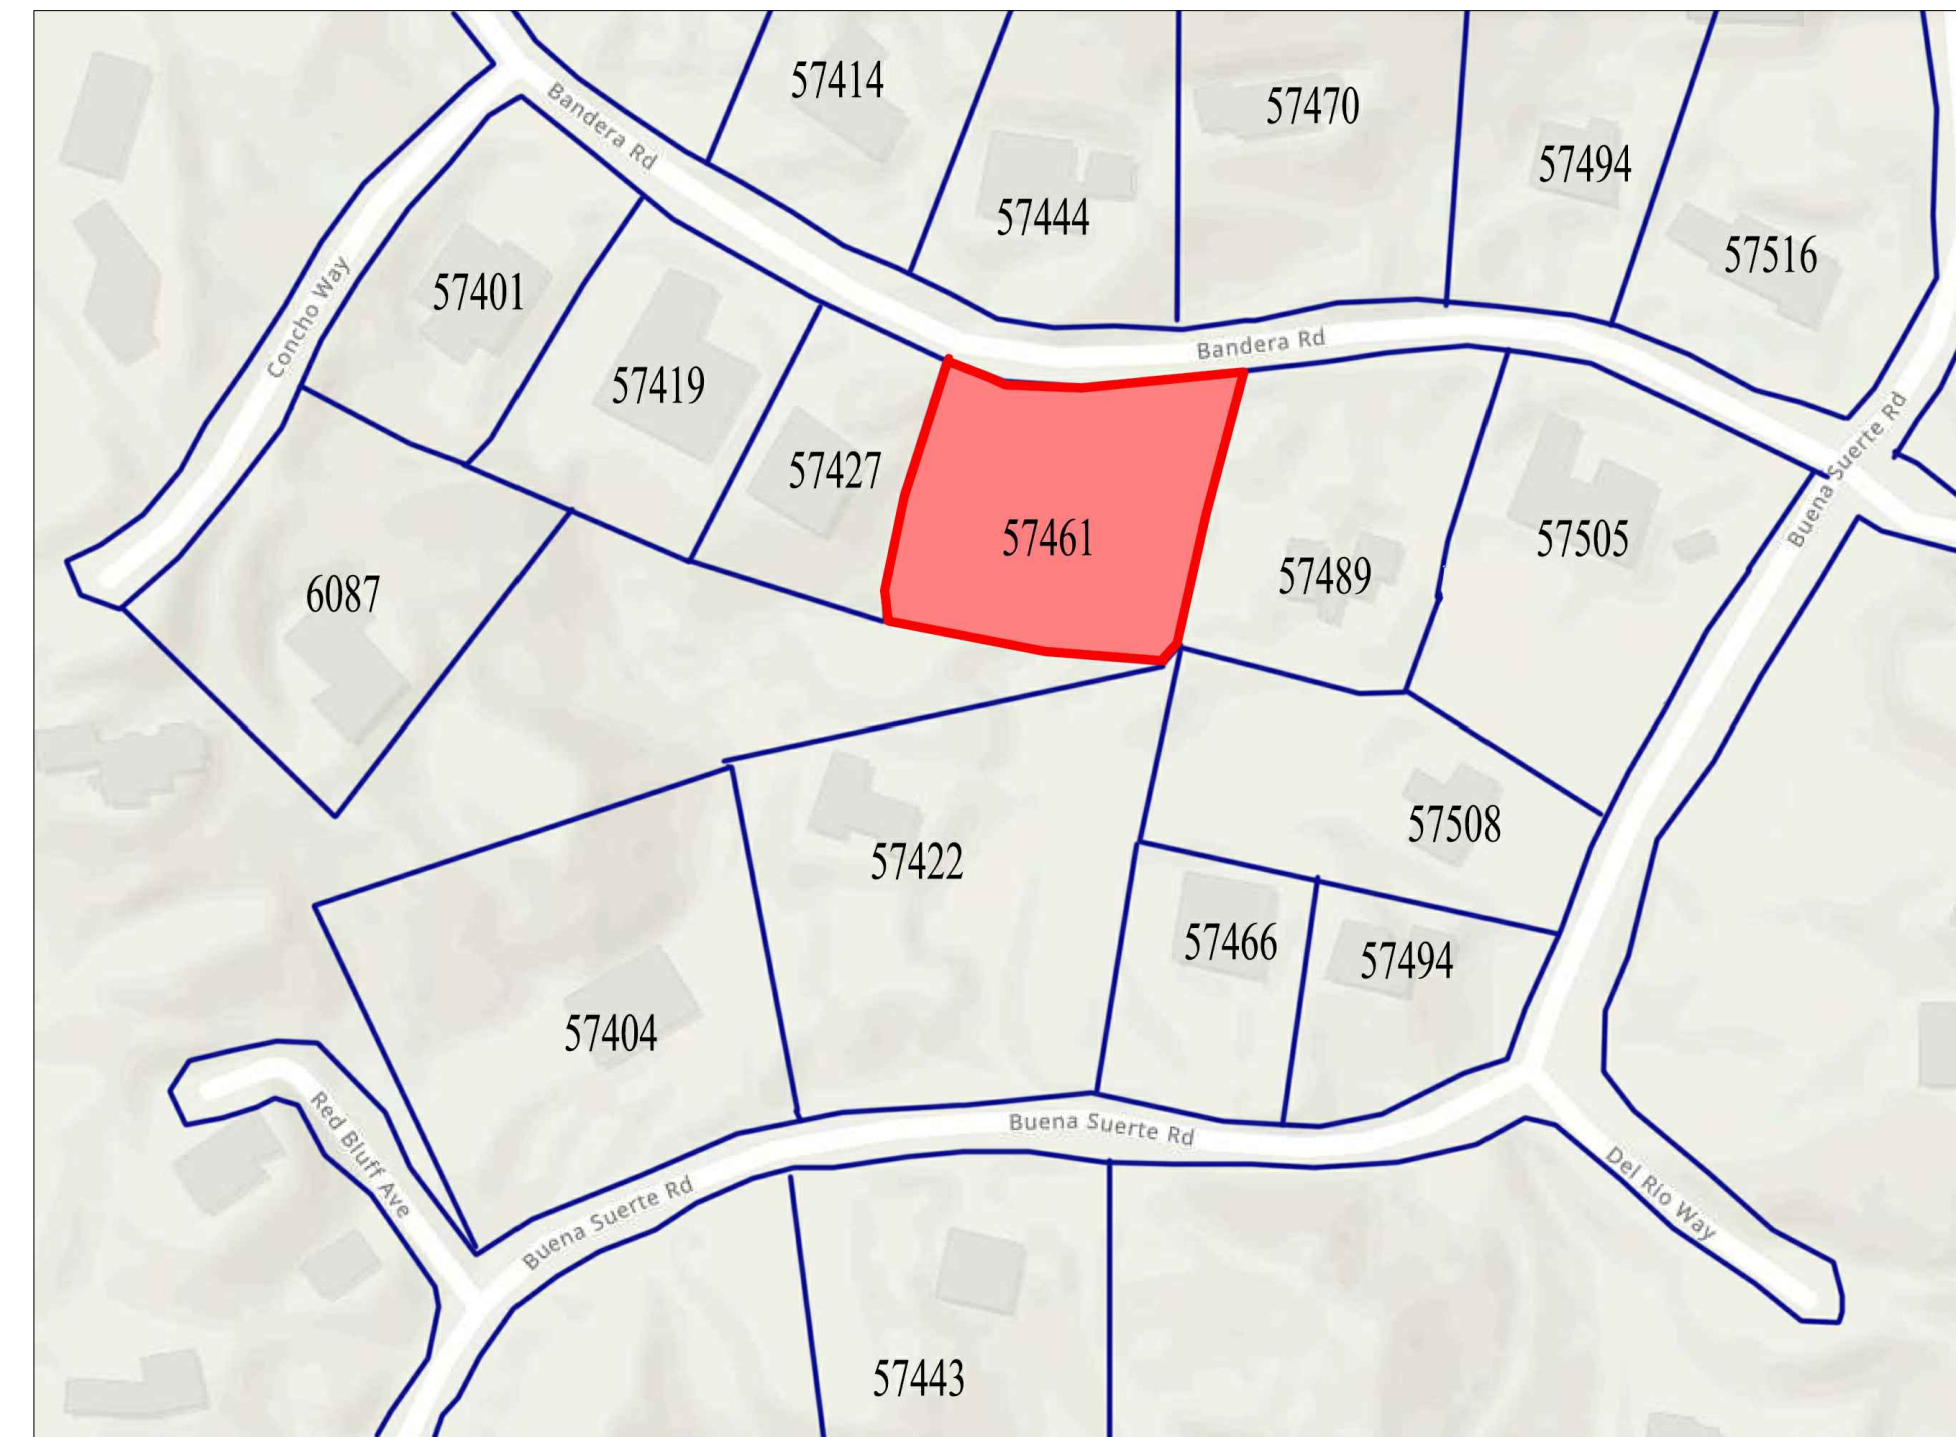 57414
57470
Bandera Rd
57494
57444
57516
57401
Concho Way
Bandera Rd
57419
57427
Buena Suerte Rd
57461
57505
57489
6087
57508
57422
57466
57494
57404
Red Bluff Ave
Buena Suerte Rd
Del Rio Way
Buena Suerte Rd
57443